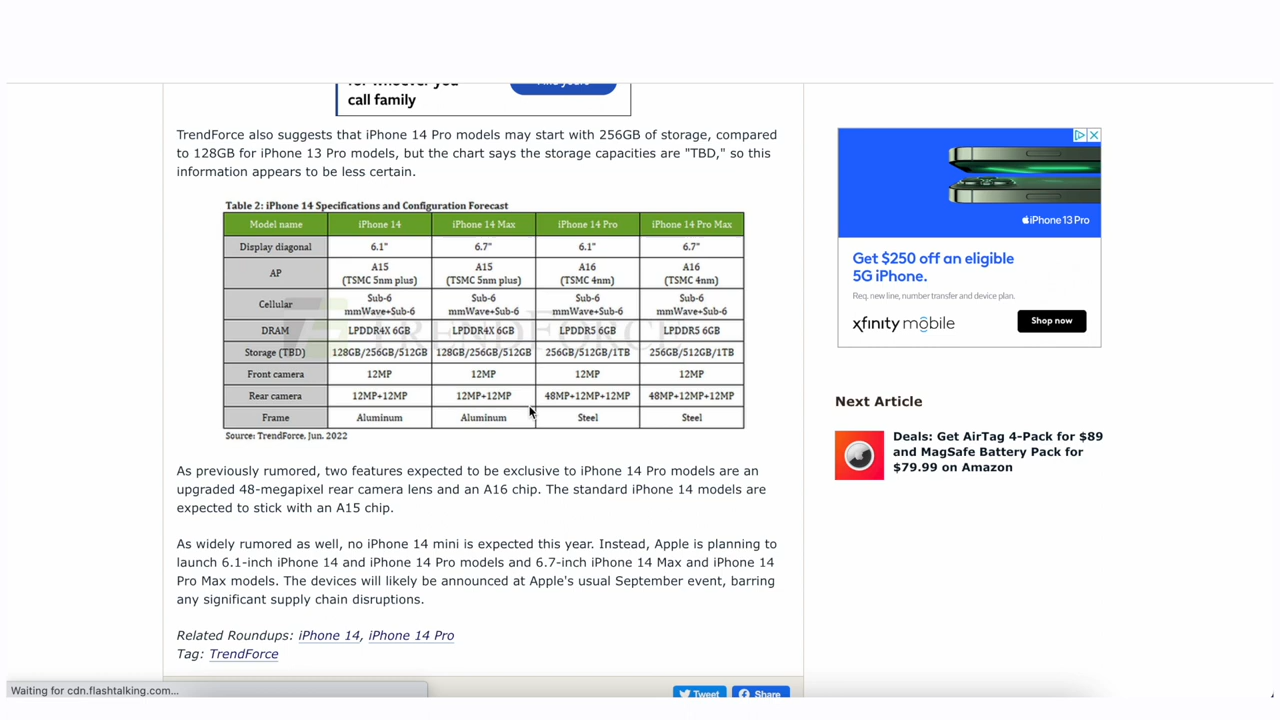 call family
TrendForce also suggests that iPhone 14 Pro models may start with 256GB of storage, compared
to 128GB for iPhone 13 Pro models, but the chart says the storage capacities are "TBD," so this
information appears to be less certain.
Table 2: iPhone 14 Specifications and Configuration Forecast
Model name iPhone 14 iPhone 14 Max iPhone 14 Pro iPhone 14 Pro Max
Display diagonal 6.1" 6.7" 6.1" 6.7"
AP A15 (TSMC 5nm plus) A15 (TSMC 5nm plus) A16 (TSMC 4nm) A16 (TSMC 4nm)
Cellular Sub-6 mmWave+Sub-6 Sub-6 mmWave+Sub-6 Sub-6 mmWave+Sub-6 Sub-6 mmWave+Sub-6
DRAM LPDDR4X 6GB LPDDR4X 6GB LPDDR5 6GB LPDDR5 6GB
Storage (TBD) 128GB/256GB/512GB 128GB/256GB/512GB 256GB/512GB/1TB 256GB/512GB/1TB
Front camera 12MP 12MP 12MP 12MP
Rear camera 12MP+12MP 12MP+12MP 48MP+12MP+12MP 48MP+12MP+12MP
Frame Aluminum Aluminum Steel Steel
TRENDFORCE
Source: TrendForce, Jun. 2022
As previously rumored, two features expected to be exclusive to iPhone 14 Pro models are an
upgraded 48-megapixel rear camera lens and an A16 chip. The standard iPhone 14 models are
expected to stick with an A15 chip.
As widely rumored as well, no iPhone 14 mini is expected this year. Instead, Apple is planning to
launch 6.1-inch iPhone 14 and iPhone 14 Pro models and 6.7-inch iPhone 14 Max and iPhone 14
Pro Max models. The devices will likely be announced at Apple's usual September event, barring
any significant supply chain disruptions.
Related Roundups: iPhone 14, iPhone 14 Pro
Tag: TrendForce
Tweet Share
Waiting for cdn.flashtalking.com...
iPhone 13 Pro
Get $250 off an eligible
5G iPhone.
Req. new line, number transfer and device plan.
xfinity mobile
Shop now
Next Article
Deals: Get AirTag 4-Pack for $89
and MagSafe Battery Pack for
$79.99 on Amazon